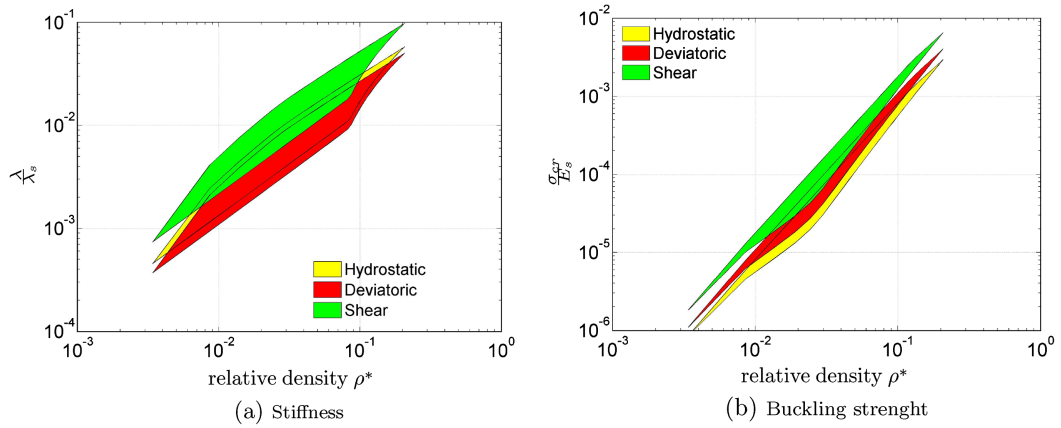 10^-1
10^-2
10^-3
10^-4
λ/λ_s
Hydrostatic
Deviatoric
Shear
10^-3
10^-2
10^-1
10^0
relative density ρ*
(a) Stiffness
10^-2
10^-3
10^-4
10^-5
10^-6
σ_cr/E_s
Hydrostatic
Deviatoric
Shear
10^-3
10^-2
10^-1
10^0
relative density ρ*
(b) Buckling strenght